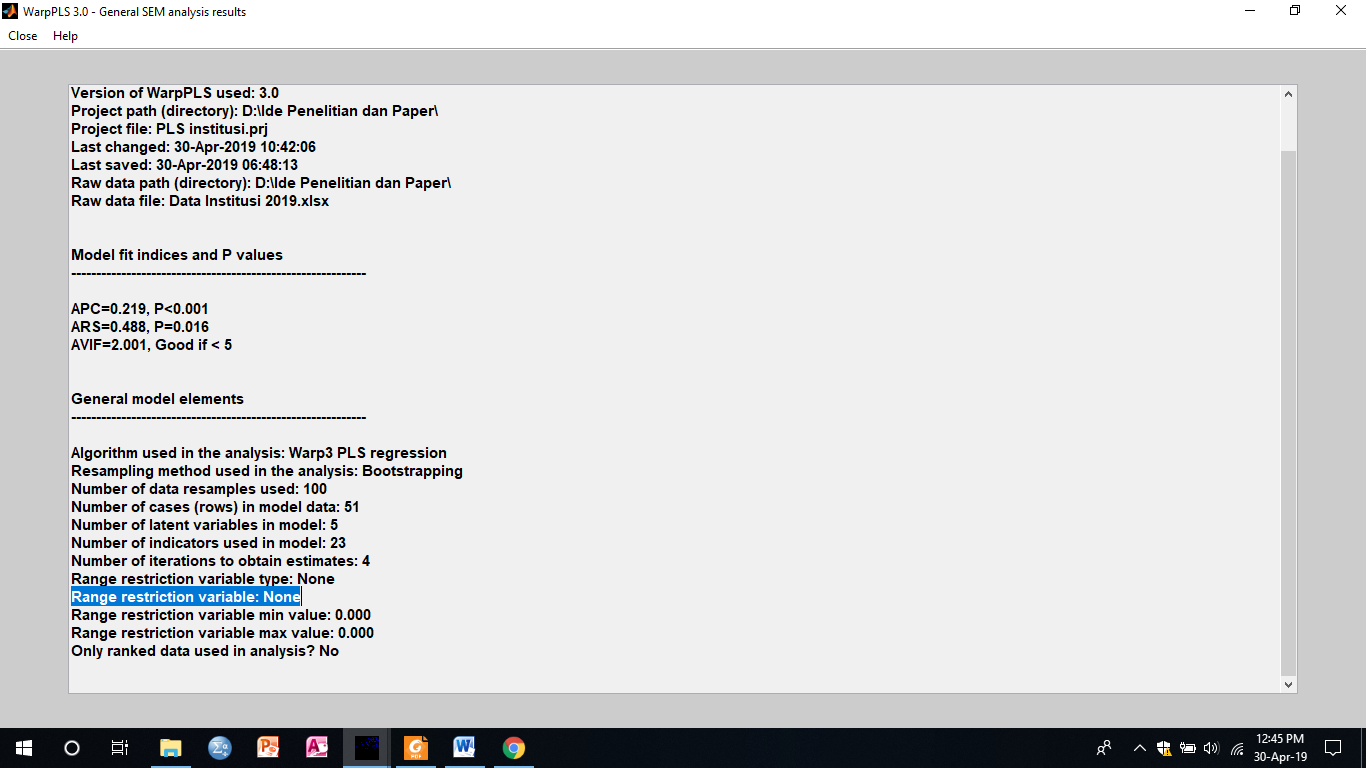 WarpPLS 3.0 - General SEM analysis results
Close Help
Version of WarpPLS used: 3.0
Project path (directory): D:\Ide Penelitian dan Paper\
Project file: PLS institusi.prj
Last changed: 30-Apr-2019 10:42:06
Last saved: 30-Apr-2019 06:48:13
Raw data path (directory): D:\Ide Penelitian dan Paper\
Raw data file: Data Institusi 2019.xlsx
Model fit indices and P values
------------------------------------------------------------
APC=0.219, P<0.001
ARS=0.488, P=0.016
AVIF=2.001, Good if < 5
General model elements
------------------------------------------------------------
Algorithm used in the analysis: Warp3 PLS regression
Resampling method used in the analysis: Bootstrapping
Number of data resamples used: 100
Number of cases (rows) in model data: 51
Number of latent variables in model: 5
Number of indicators used in model: 23
Number of iterations to obtain estimates: 4
Range restriction variable type: None
Range restriction variable: None
Range restriction variable min value: 0.000
Range restriction variable max value: 0.000
Only ranked data used in analysis? No
12:45 PM
30-Apr-19